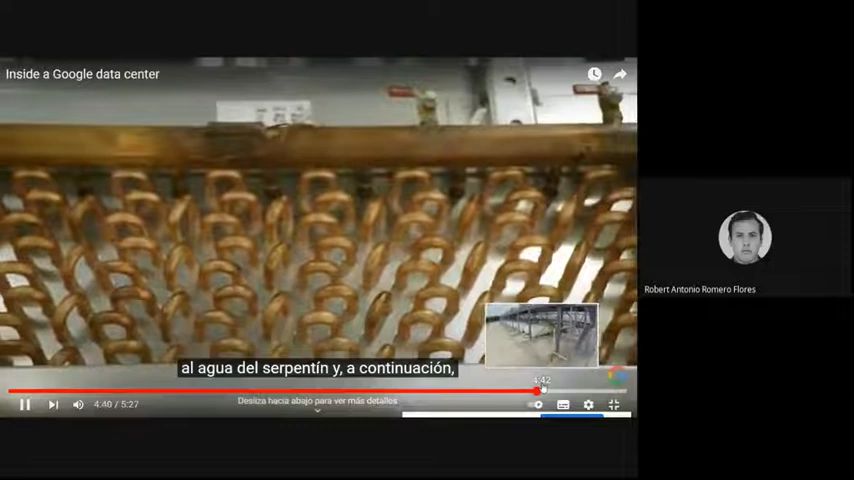 Inside a Google data center
al agua del serpentín y, a continuación,
4:42
4:40 / 5:27
Desliza hacia abajo para ver más detalles
Robert Antonio Romero Flores